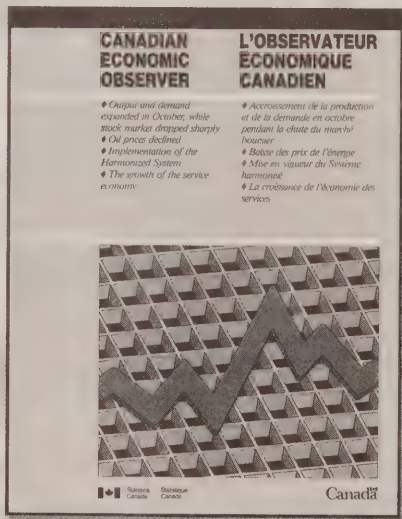 CANADIAN
ECONOMIC
OBSERVER
♦ Output and demand
expanded in October, while
stock market dropped sharply
♦ Oil prices declined
♦ Implementation of the
Harmonized System
♦ The growth of the service
economy
L'OBSERVATEUR
ÉCONOMIQUE
CANADIEN
♦ Accroissement de la production
et de la demande en octobre
pendant la chute du marché
boursier
♦ Baisse des prix de l'énergie
♦ Mise en vigueur du Système
harmonisé
♦ La croissance de l'économie des
services
Statistics
Canada
Statistique
Canada
Canada